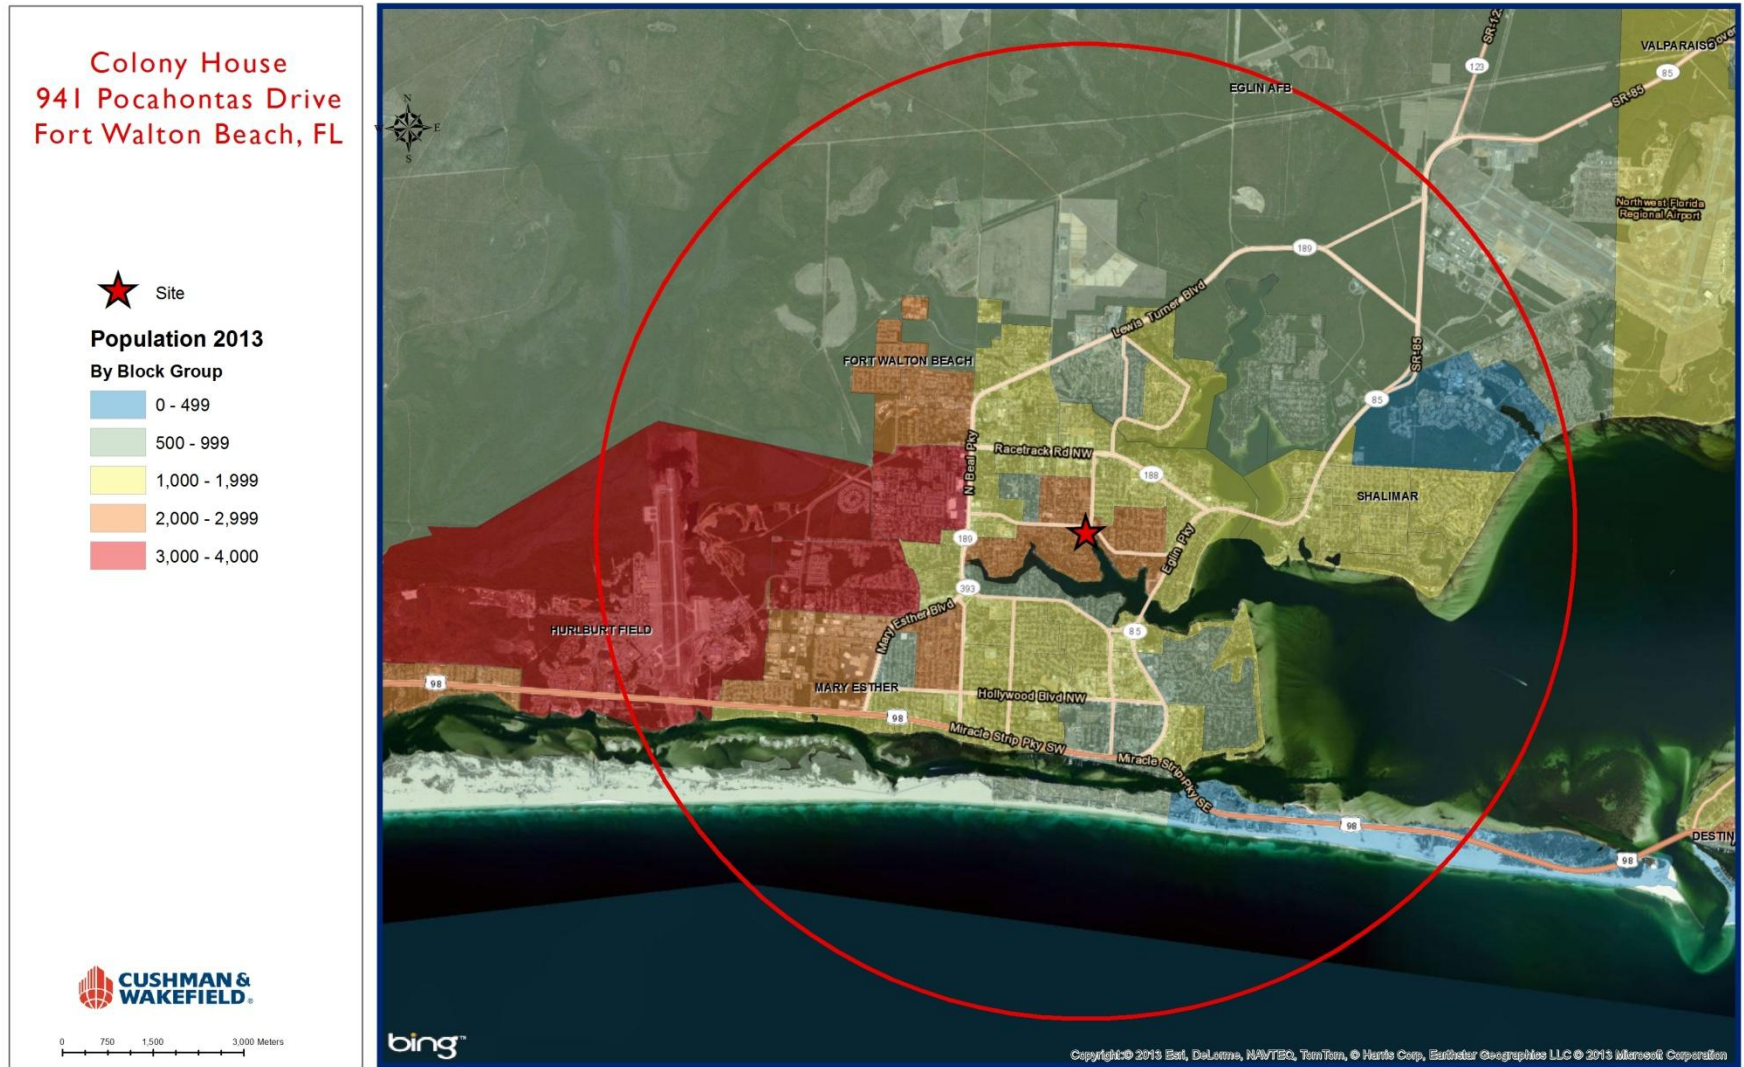 Colony House
941 Pocahontas Drive
Fort Walton Beach, FL
N
W
E
S
Site
Population 2013
By Block Group
0 - 499
500 - 999
1,000 - 1,999
2,000 - 2,999
3,000 - 4,000
CUSHMAN &
WAKEFIELD®
0 750 1,500 3,000 Meters
SR-12
VALPARAISO
123
85
EGLIN AFB
SR-85
Northwest Florida
Regional Airport
189
Lewis Turner Blvd
FORT WALTON BEACH
SR-85
85
N Beal Pky
Racetrack Rd NW
188
SHALIMAR
189
Eglin Pky
393
Mary Esther Blvd
HURLBURT FIELD
85
98
MARY ESTHER
Hollywood Blvd NW
98
Miracle Strip Pky SW
Miracle Strip Pky SE
98
DESTIN
98
bing™
Copyright:© 2013 Esri, DeLorme, NAVTEQ, TomTom, © Harris Corp, Earthstar Geographics LLC © 2013 Microsoft Corporation